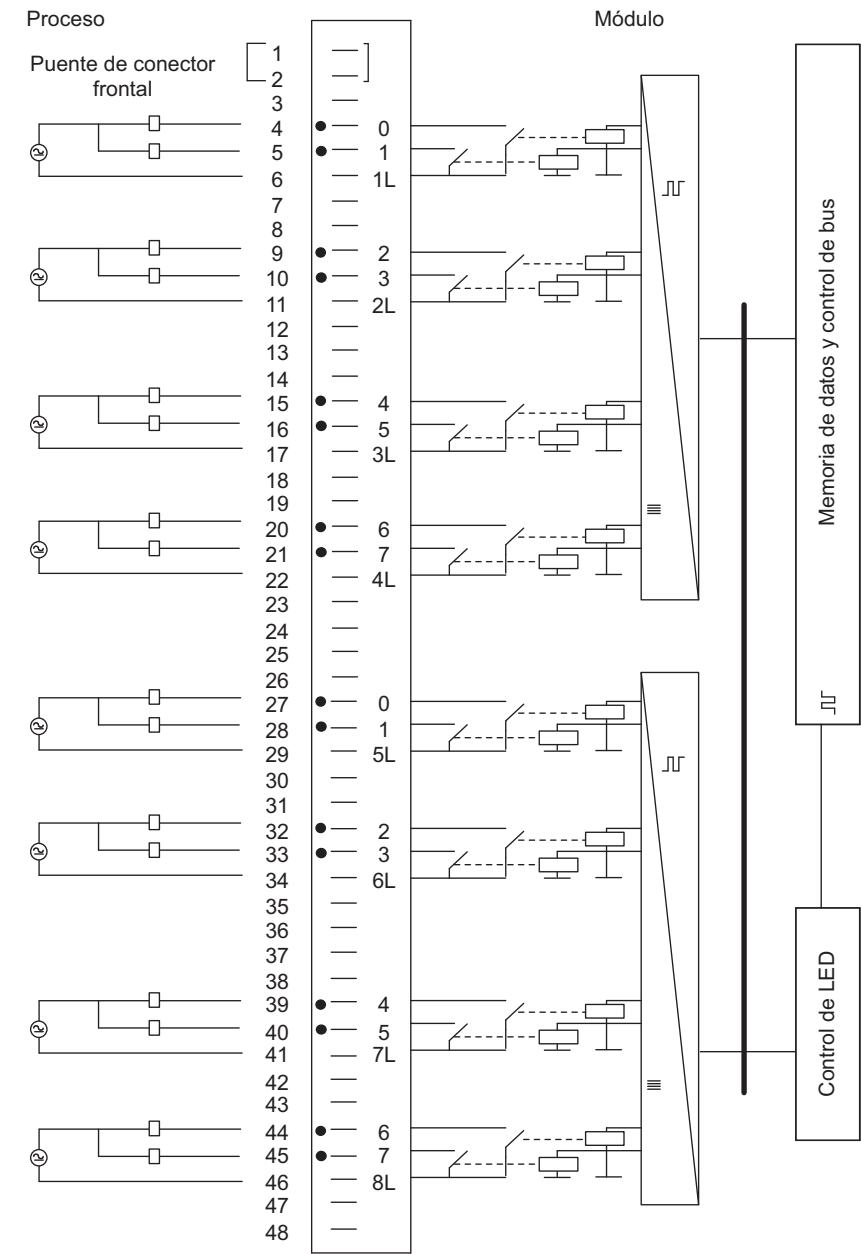 Proceso
Módulo
Puente de conector
frontal
1
2
3
4 0
5 1
6 1L
7
8
9 2
10 3
11 2L
12
13
14
15 4
16 5
17 3L
18
19
20 6
21 7
22 4L
23
24
25
26
27 0
28 1
29 5L
30
31
32 2
33 3
34 6L
35
36
37
38
39 4
40 5
41 7L
42
43
44 6
45 7
46 8L
47
48
Memoria de datos y control de bus
Control de LED